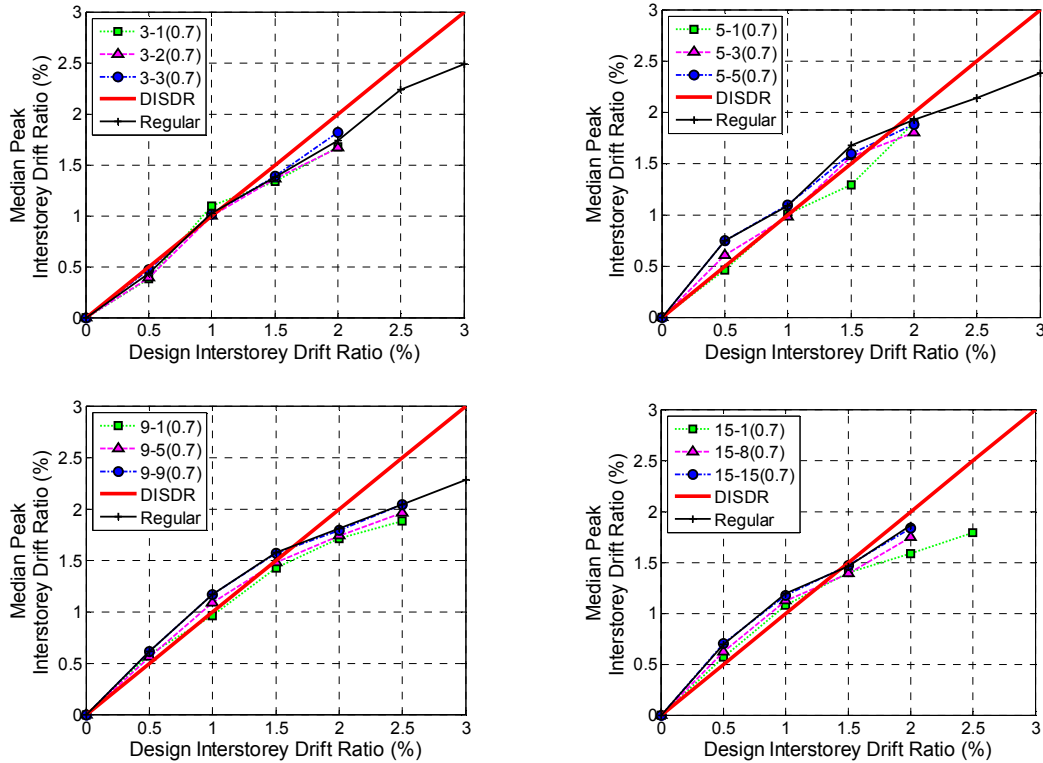 3
2.5
2
1.5
1
0.5
0
Median Peak
Interstorey Drift Ratio (%)
3-1(0.7)
3-2(0.7)
3-3(0.7)
DISDR
Regular
0 0.5 1 1.5 2 2.5 3
Design Interstorey Drift Ratio (%)
3
2.5
2
1.5
1
0.5
0
Median Peak
Interstorey Drift Ratio (%)
5-1(0.7)
5-3(0.7)
5-5(0.7)
DISDR
Regular
0 0.5 1 1.5 2 2.5 3
Design Interstorey Drift Ratio (%)
3
2.5
2
1.5
1
0.5
0
Median Peak
Interstorey Drift Ratio (%)
9-1(0.7)
9-5(0.7)
9-9(0.7)
DISDR
Regular
0 0.5 1 1.5 2 2.5 3
Design Interstorey Drift Ratio (%)
3
2.5
2
1.5
1
0.5
0
Median Peak
Interstorey Drift Ratio (%)
15-1(0.7)
15-8(0.7)
15-15(0.7)
DISDR
Regular
0 0.5 1 1.5 2 2.5 3
Design Interstorey Drift Ratio (%)